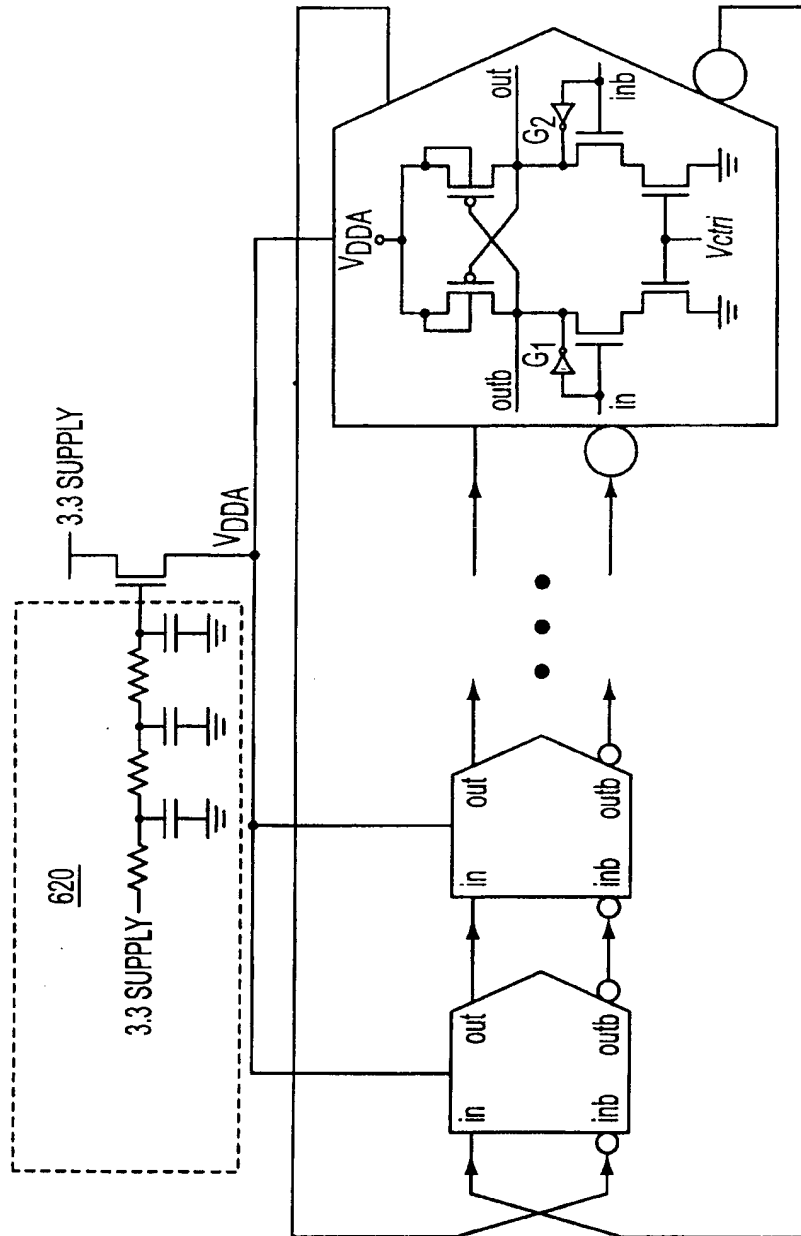 620
3.3 SUPPLY
3.3 SUPPLY
VDDA
in
inb
out
outb
in
inb
out
outb
VDDA
outb
out
G1
G2
in
inb
Vctrl